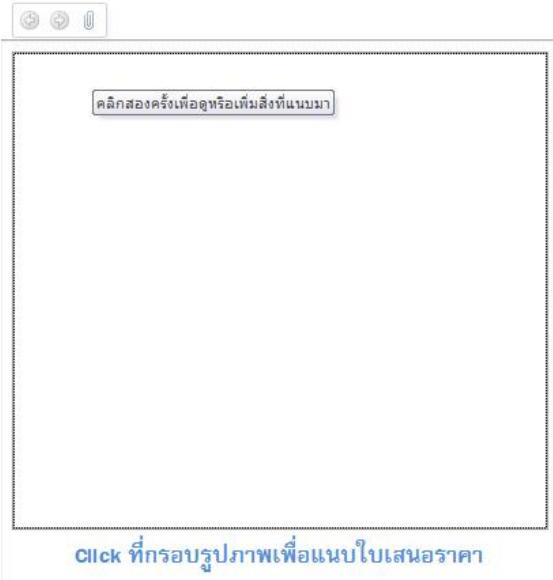 คลิกสองครั้งเพื่อดูหรือเพิ่มสิ่งที่แนบมา
Click ที่กรอบรูปภาพเพื่อแนบใบเสนอราคา